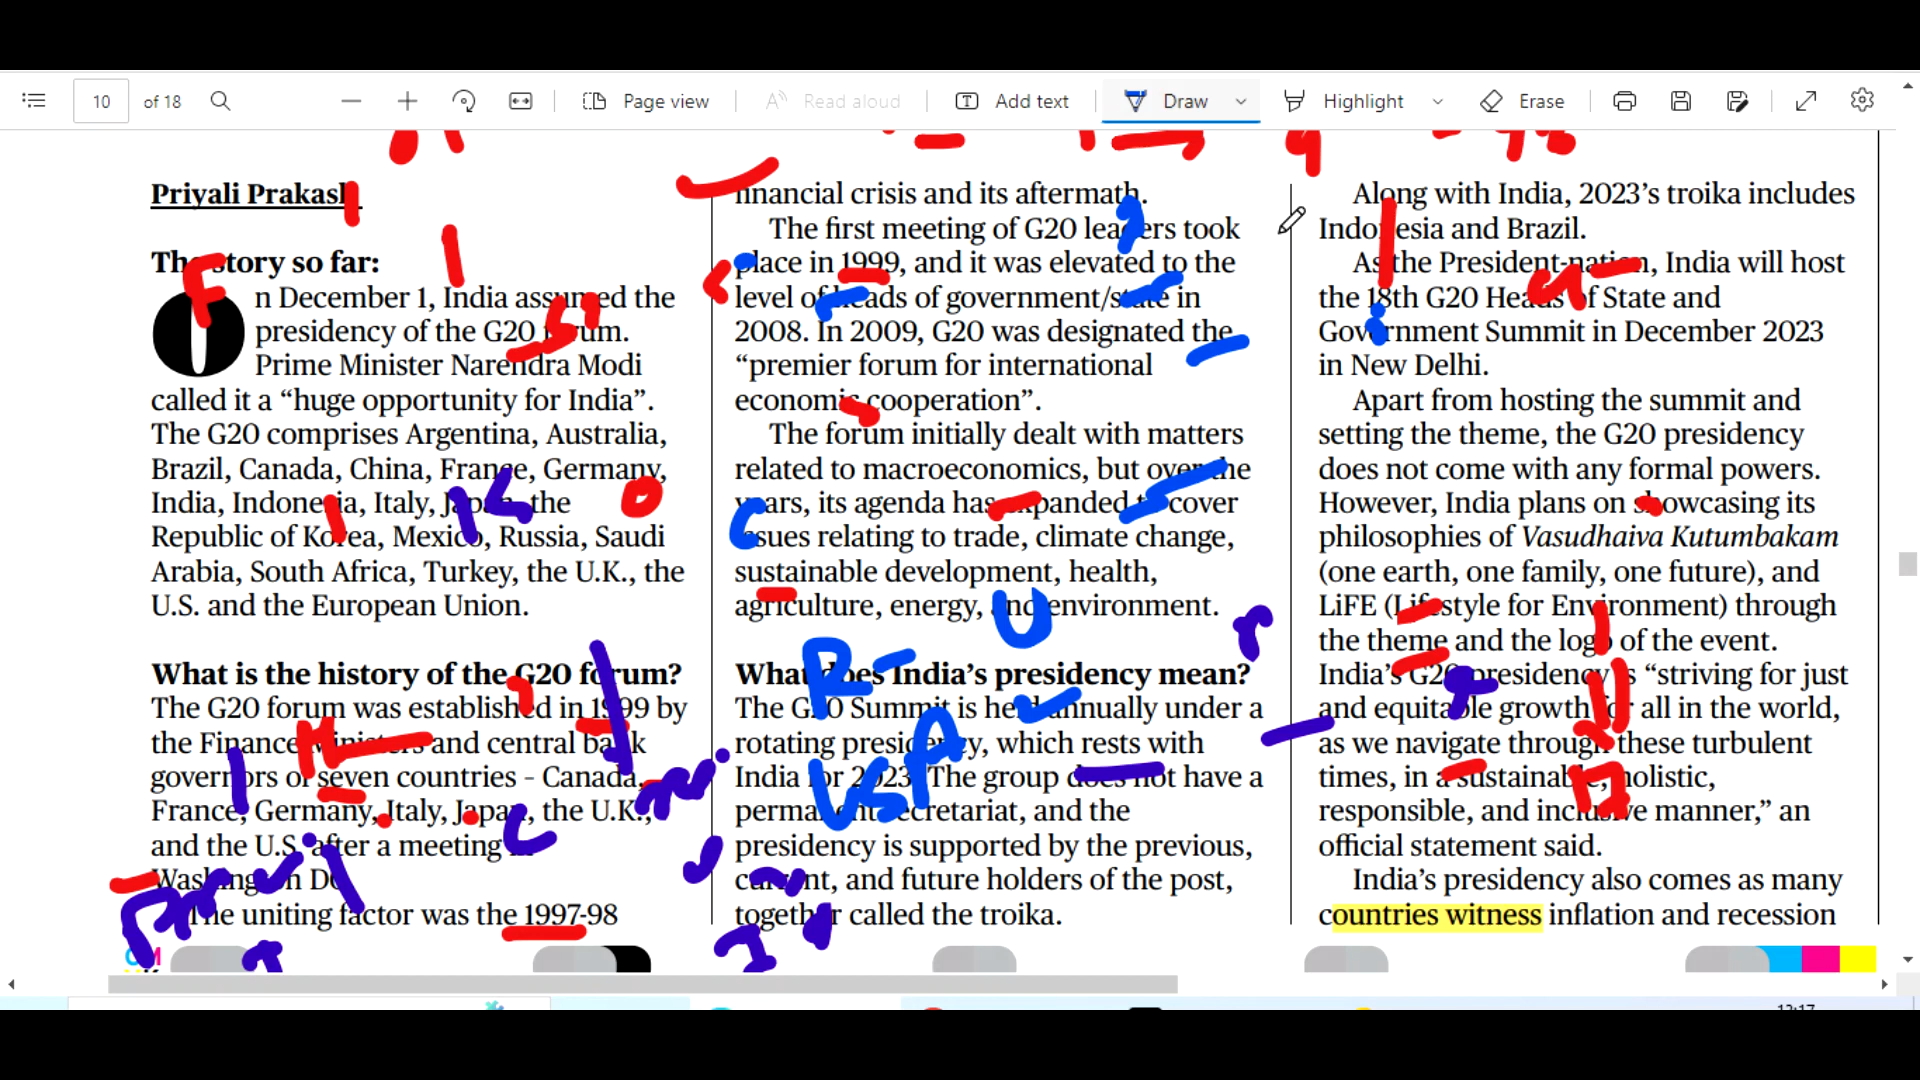 10 of 18 Page view Read aloud Add text Draw Highlight Erase
Priyali Prakash
The story so far:
On December 1, India assumed the
presidency of the G20 forum.
Prime Minister Narendra Modi
called it a “huge opportunity for India”.
The G20 comprises Argentina, Australia,
Brazil, Canada, China, France, Germany,
India, Indonesia, Italy, Japan, the
Republic of Korea, Mexico, Russia, Saudi
Arabia, South Africa, Turkey, the U.K., the
U.S. and the European Union.
What is the history of the G20 forum?
The G20 forum was established in 1999 by
the Finance Ministers and central bank
governors of seven countries - Canada,
France, Germany, Italy, Japan, the U.K.,
and the U.S. after a meeting in
Washington DC.
The uniting factor was the 1997-98
financial crisis and its aftermath.
The first meeting of G20 leaders took
place in 1999, and it was elevated to the
level of heads of government/state in
2008. In 2009, G20 was designated the
“premier forum for international
economic cooperation”.
The forum initially dealt with matters
related to macroeconomics, but over the
years, its agenda has expanded to cover
issues relating to trade, climate change,
sustainable development, health,
agriculture, energy, and environment.
What does India’s presidency mean?
The G20 Summit is held annually under a
rotating presidency, which rests with
India for 2023. The group does not have a
permanent secretariat, and the
presidency is supported by the previous,
current, and future holders of the post,
together called the troika.
Along with India, 2023’s troika includes
Indonesia and Brazil.
As the President-nation, India will host
the 18th G20 Heads of State and
Government Summit in December 2023
in New Delhi.
Apart from hosting the summit and
setting the theme, the G20 presidency
does not come with any formal powers.
However, India plans on showcasing its
philosophies of Vasudhaiva Kutumbakam
(one earth, one family, one future), and
LiFE (Lifestyle for Environment) through
the theme and the logo of the event.
India’s G20 presidency is “striving for just
and equitable growth for all in the world,
as we navigate through these turbulent
times, in a sustainable, holistic,
responsible, and inclusive manner,” an
official statement said.
India’s presidency also comes as many
countries witness inflation and recession
R
U
USA